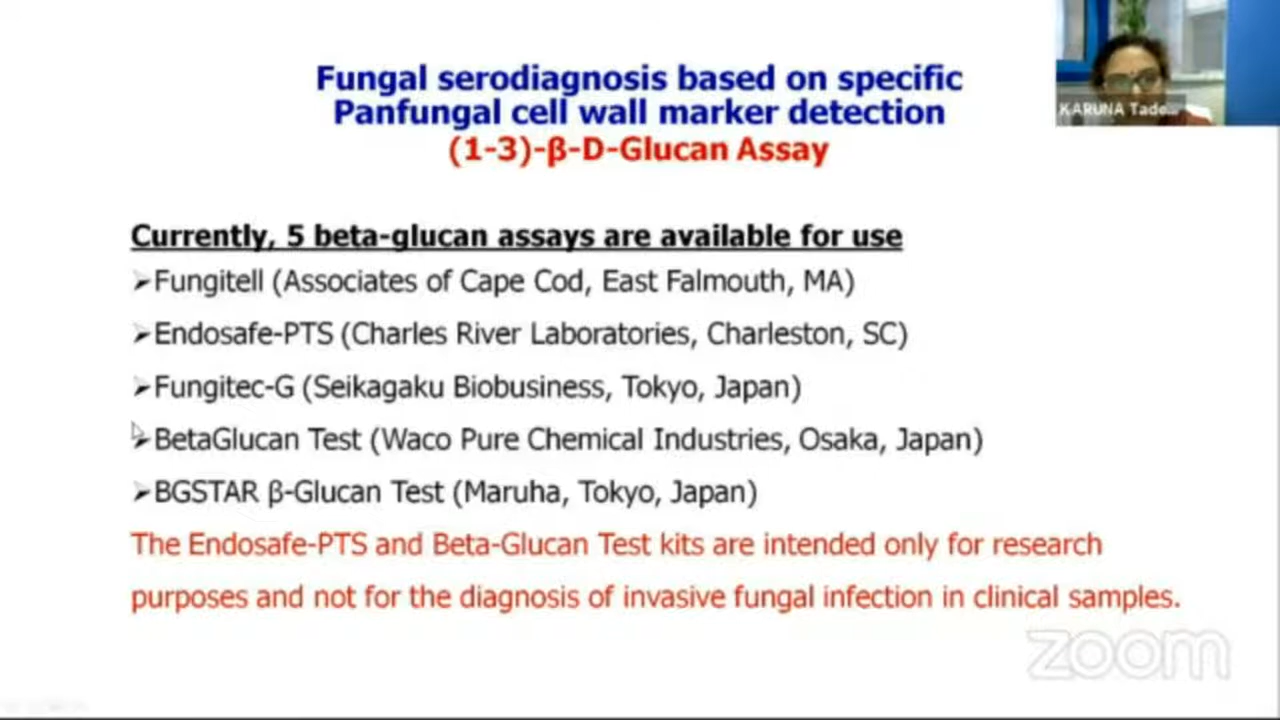 Fungal serodiagnosis based on specific
Panfungal cell wall marker detection
(1-3)-β-D-Glucan Assay
KARUNA Tade...
Currently, 5 beta-glucan assays are available for use
➢Fungitell (Associates of Cape Cod, East Falmouth, MA)
➢Endosafe-PTS (Charles River Laboratories, Charleston, SC)
➢Fungitec-G (Seikagaku Biobusiness, Tokyo, Japan)
➢BetaGlucan Test (Waco Pure Chemical Industries, Osaka, Japan)
➢BGSTAR β-Glucan Test (Maruha, Tokyo, Japan)
The Endosafe-PTS and Beta-Glucan Test kits are intended only for research
purposes and not for the diagnosis of invasive fungal infection in clinical samples.
zoom